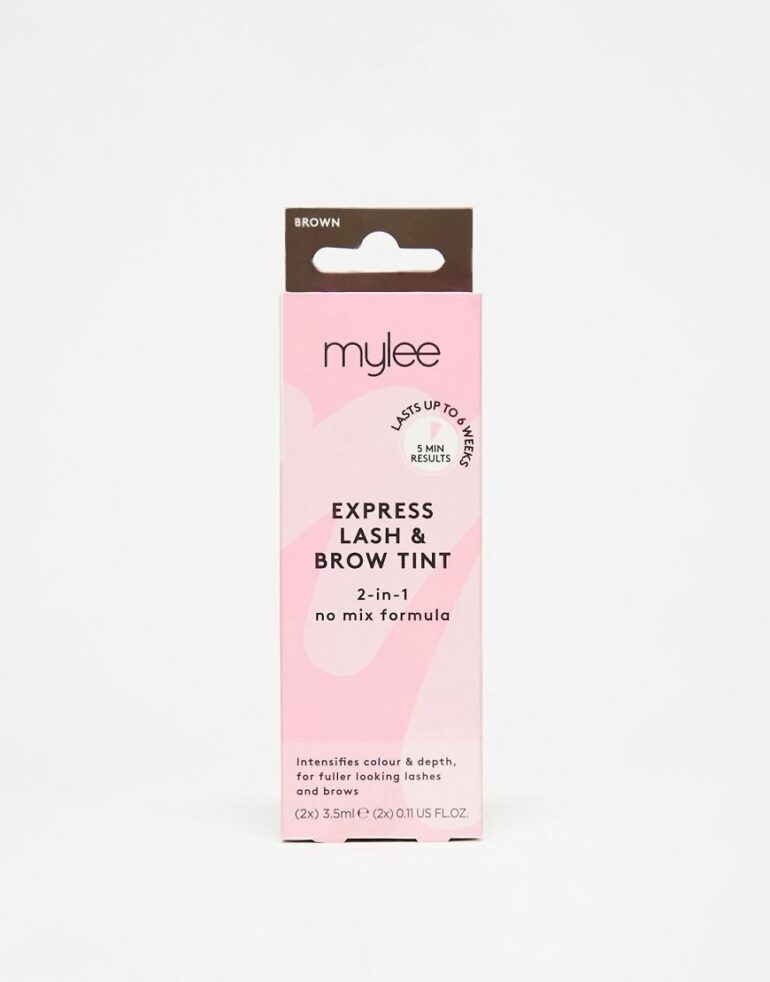 BROWN
mylee
LASTS UP TO 6 WEEKS
5 MIN
RESULTS
EXPRESS
LASH &
BROW TINT
2-in-1
no mix formula
Intensifies colour & depth,
for fuller looking lashes
and brows
(2x) 3.5ml ℮ (2x) 0.11 US FL.OZ.